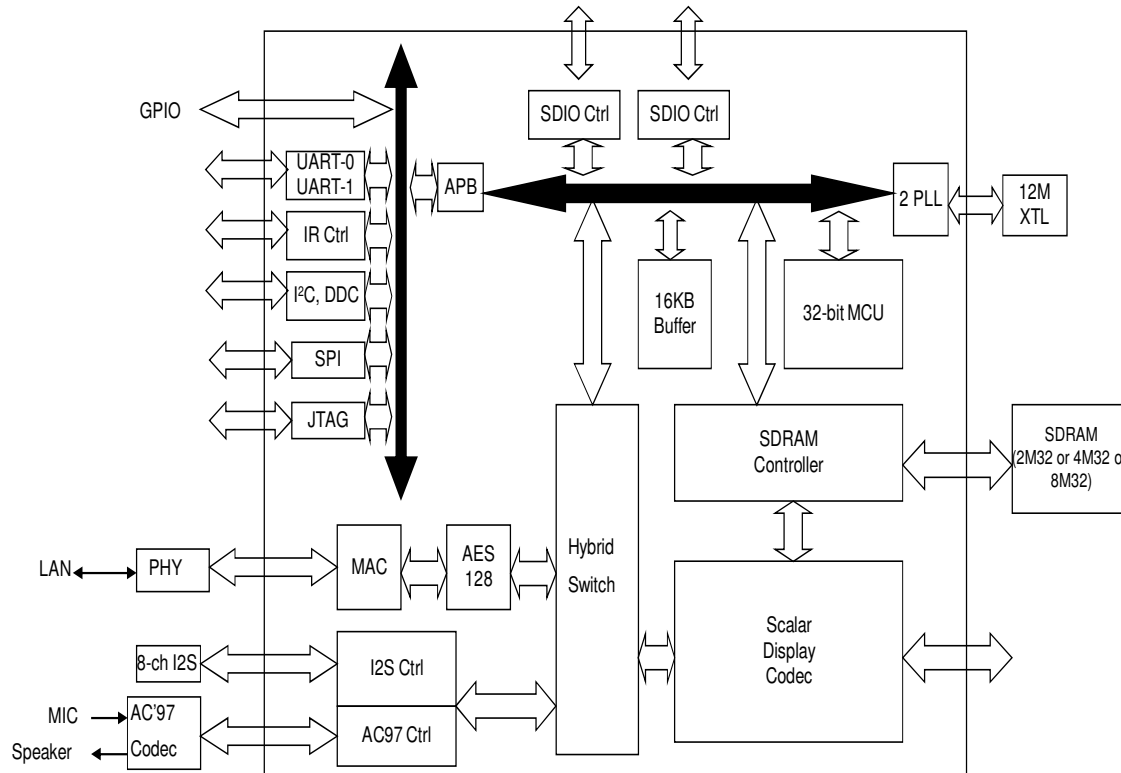 SDIO Ctrl
SDIO Ctrl
GPIO
UART-0
UART-1
APB
2 PLL
12M
XTL
IR Ctrl
I²C, DDC
16KB
Buffer
32-bit MCU
SPI
JTAG
SDRAM
Controller
SDRAM
(2M32 or 4M32 or
8M32)
LAN
PHY
MAC
AES
128
Hybrid
Switch
Scalar
Display
Codec
8-ch I2S
I2S Ctrl
MIC
Speaker
AC'97
Codec
AC97 Ctrl